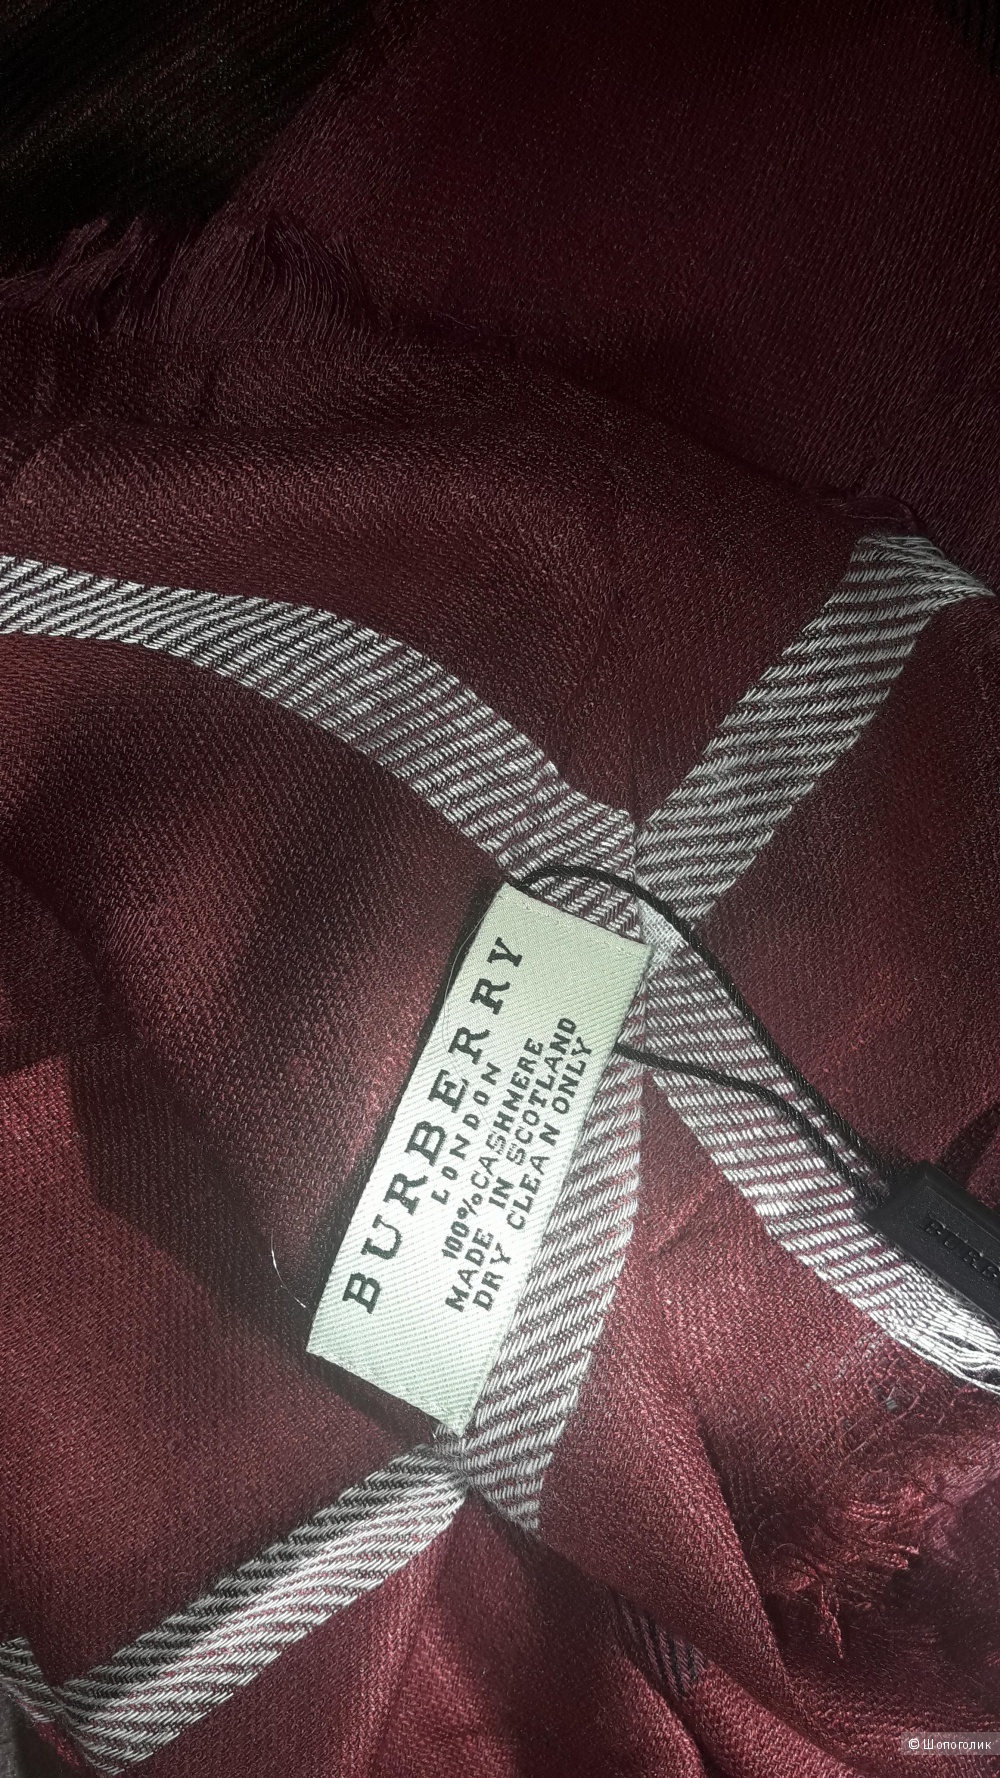 BURBERRY
LONDON
100% CASHMERE
MADE IN SCOTLAND
DRY CLEAN ONLY
© Шопоголик